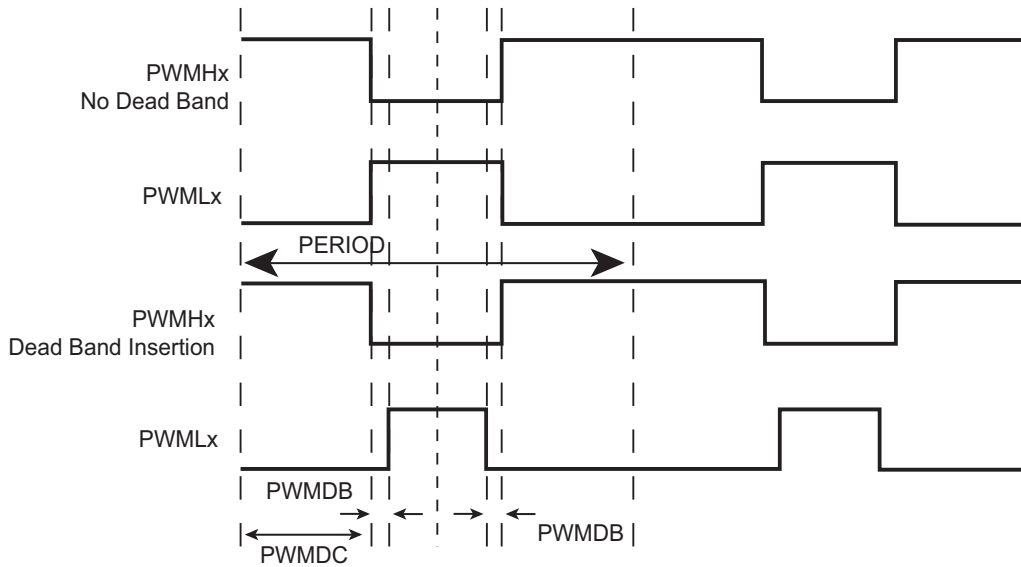 PWMHx
No Dead Band
PWMLx
PERIOD
PWMHx
Dead Band Insertion
PWMLx
PWMDB
PWMDB
PWMDC